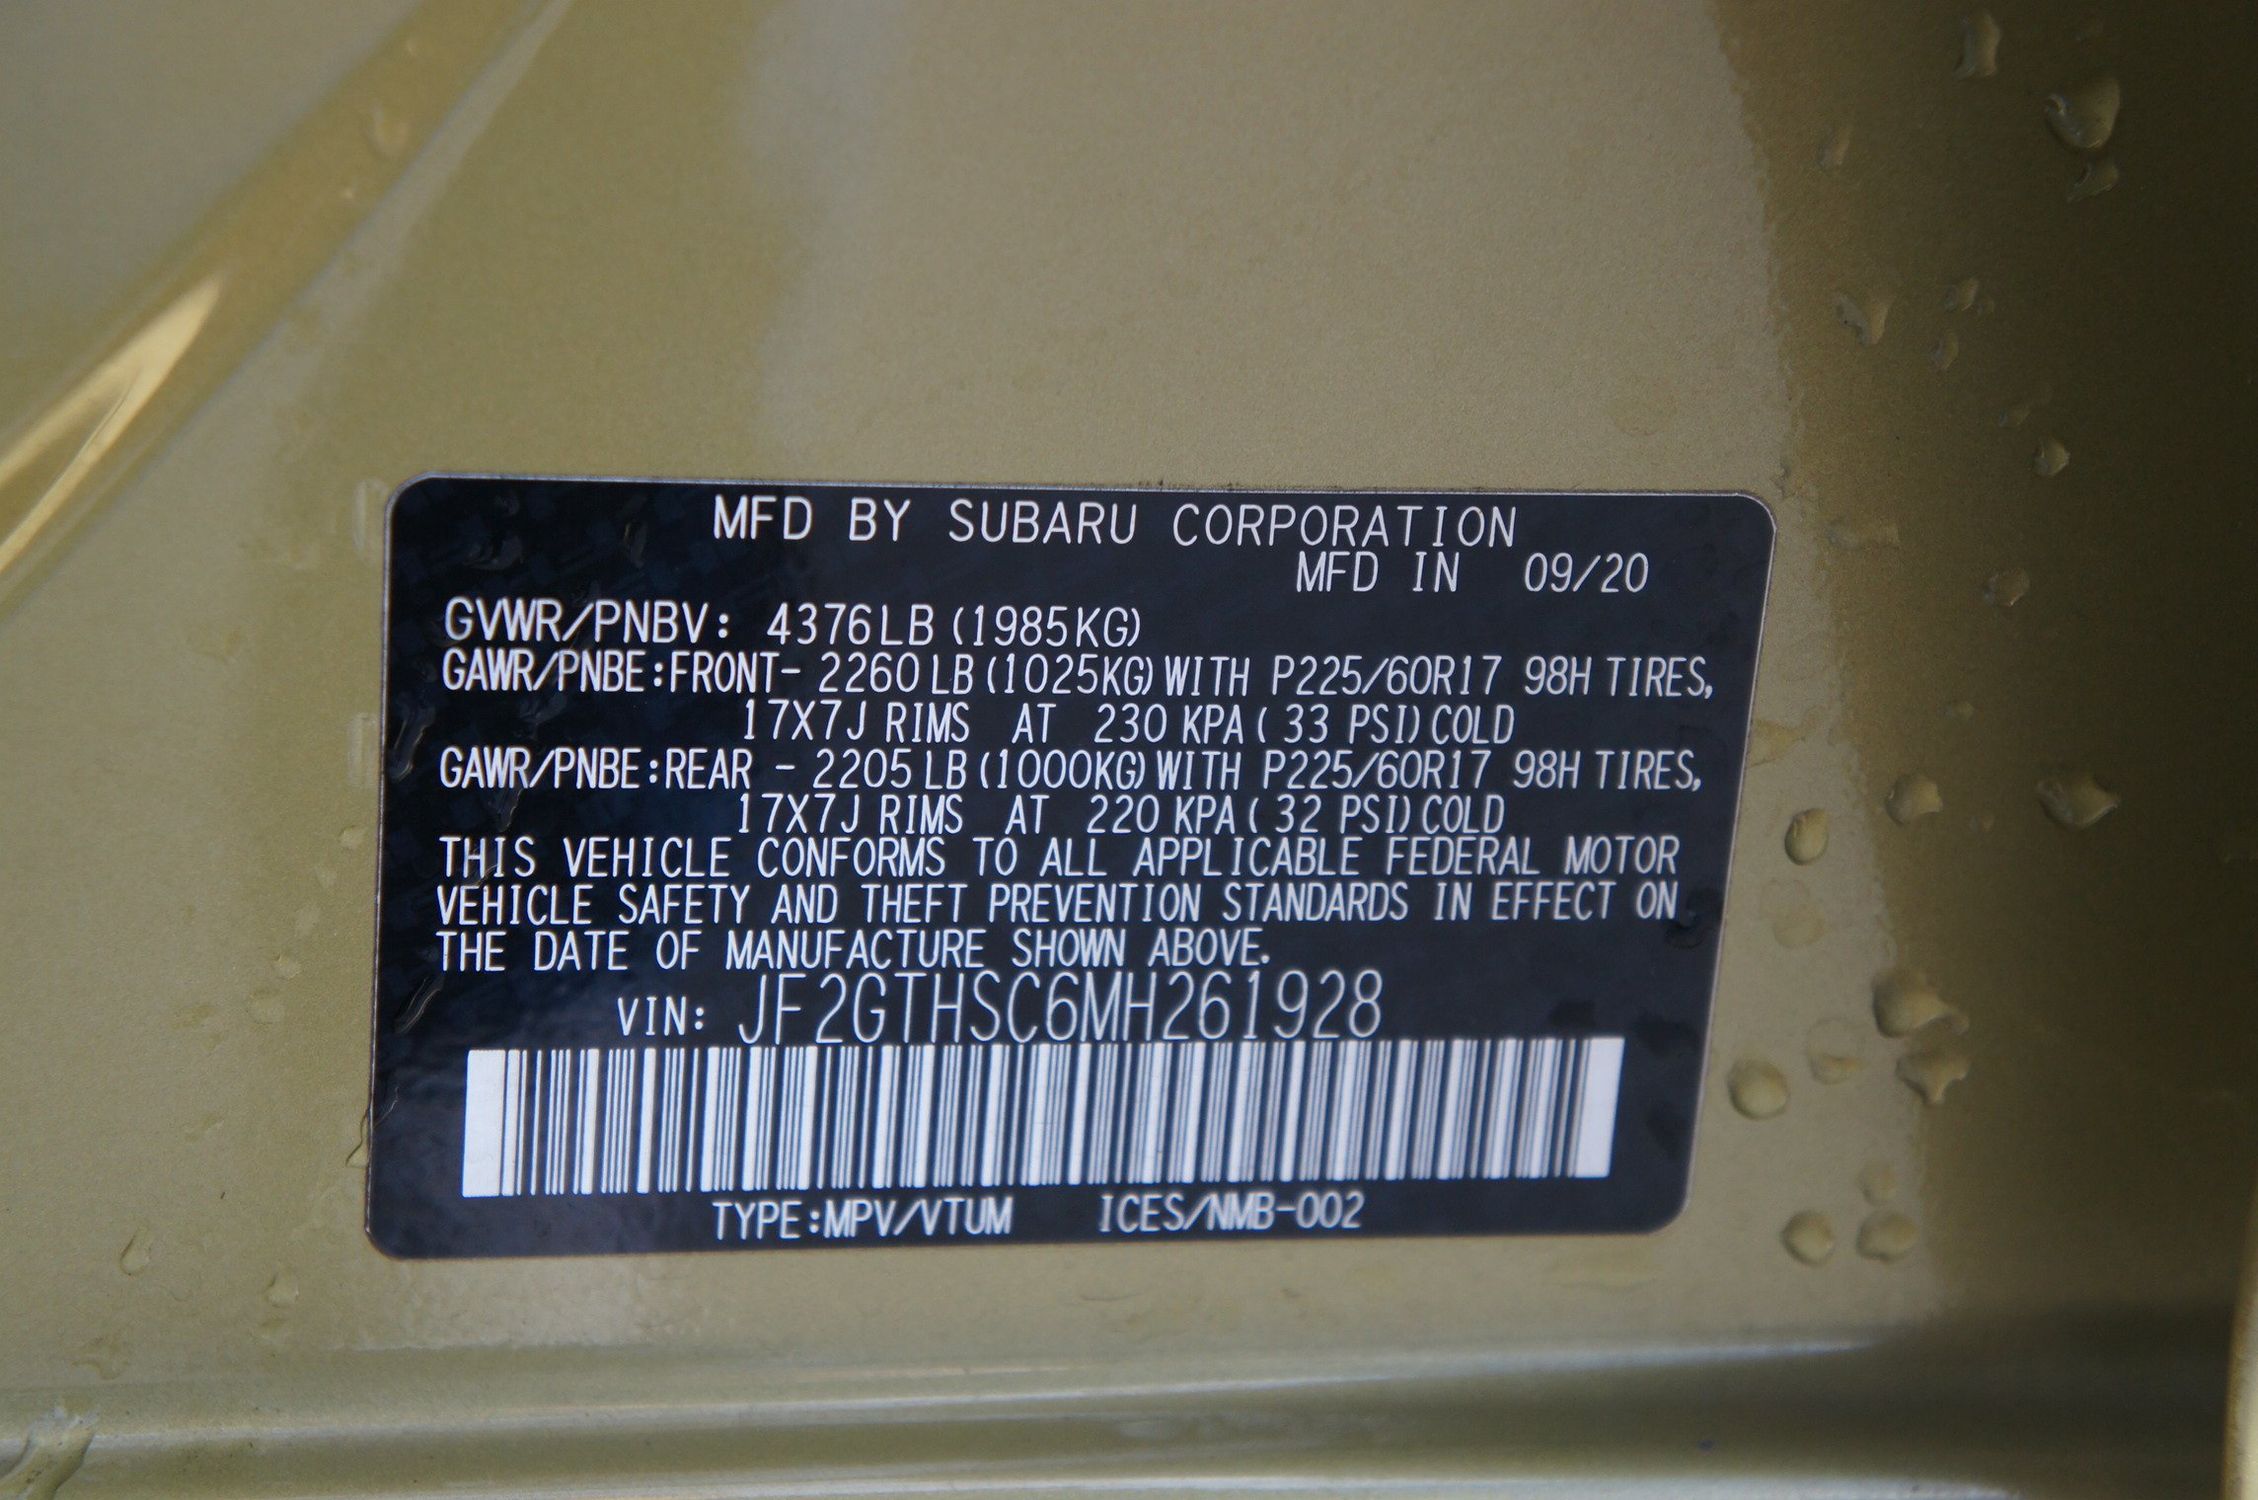 MFD BY SUBARU CORPORATION
MFD IN 09/20
GVWR/PNBV: 4376LB (1985KG)
GAWR/PNBE:FRONT- 2260 LB (1025KG) WITH P225/60R17 98H TIRES,
17X7J RIMS AT 230 KPA ( 33 PSI) COLD
GAWR/PNBE:REAR - 2205 LB (1000KG) WITH P225/60R17 98H TIRES,
17X7J RIMS AT 220 KPA ( 32 PSI) COLD
THIS VEHICLE CONFORMS TO ALL APPLICABLE FEDERAL MOTOR
VEHICLE SAFETY AND THEFT PREVENTION STANDARDS IN EFFECT ON
THE DATE OF MANUFACTURE SHOWN ABOVE.
VIN: JF2GTHSC6MH261928
TYPE:MPV/VTUM ICES/NMB-002